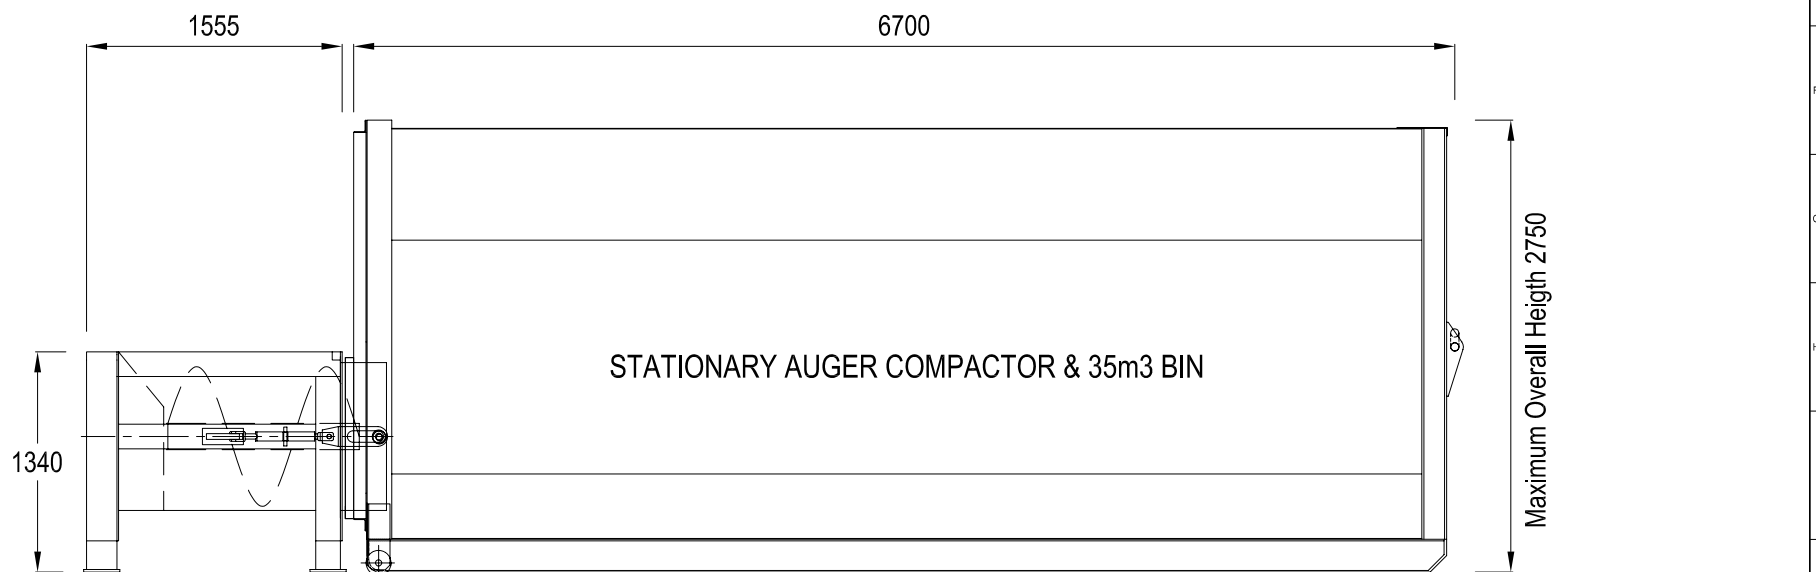 1555
6700
STATIONARY AUGER COMPACTOR & 35m3 BIN
1340
Maximum Overall Heigth 2750